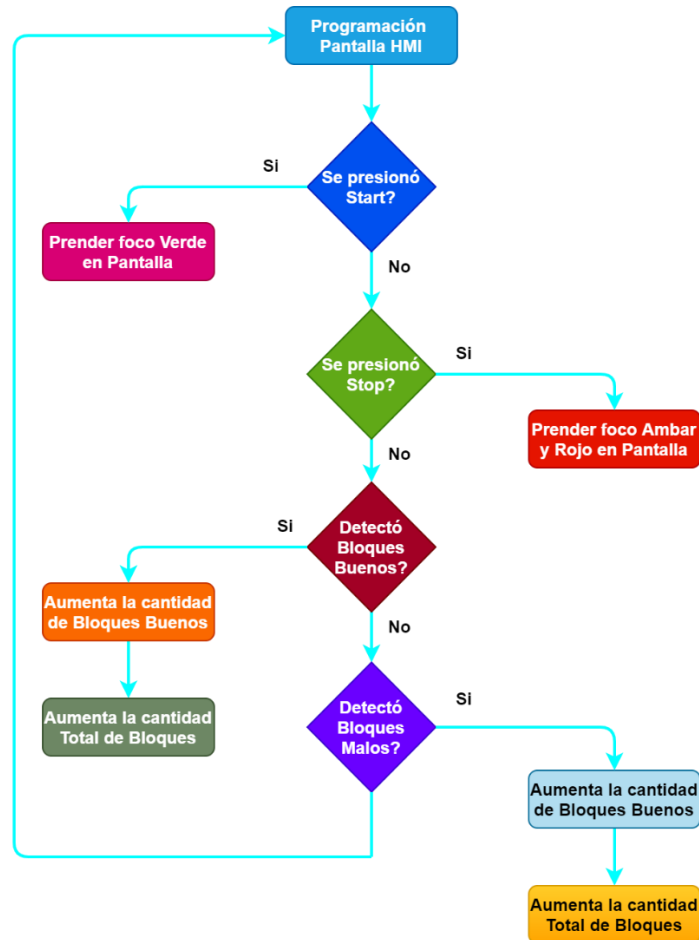 Programación
Pantalla HMI
Si
Se presionó
Start?
Prender foco Verde
en Pantalla
No
Se presionó
Stop?
Si
Prender foco Ambar
y Rojo en Pantalla
No
Si
Detectó
Bloques
Buenos?
Aumenta la cantidad
de Bloques Buenos
No
Aumenta la cantidad
Total de Bloques
Detectó
Bloques
Malos?
Si
Aumenta la cantidad
de Bloques Buenos
Aumenta la cantidad
Total de Bloques